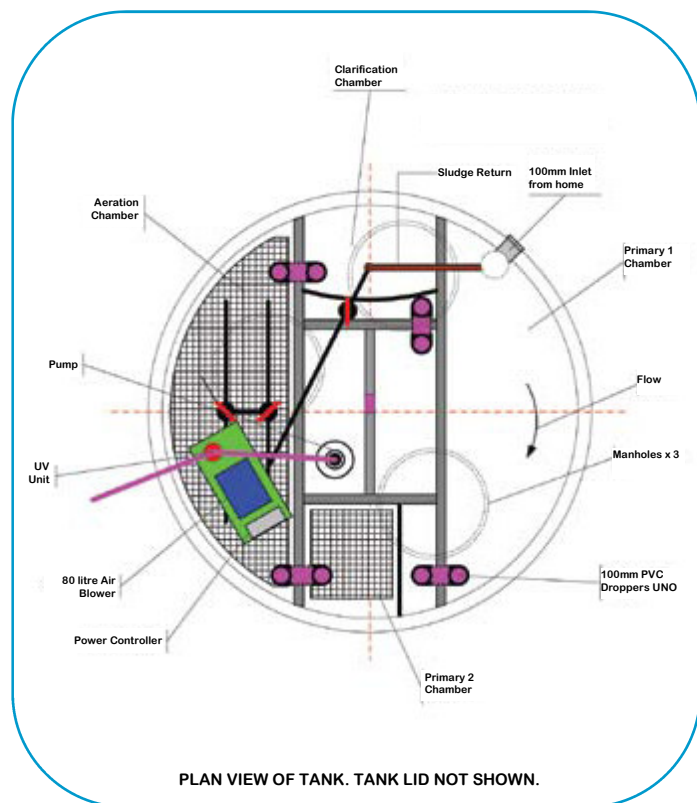 Clarification
Chamber
Sludge Return
100mm Inlet
from home
Aeration
Chamber
Primary 1
Chamber
Pump
Flow
Manholes x 3
UV
Unit
80 litre Air
Blower
100mm PVC
Droppers UNO
Power Controller
Primary 2
Chamber
PLAN VIEW OF TANK. TANK LID NOT SHOWN.